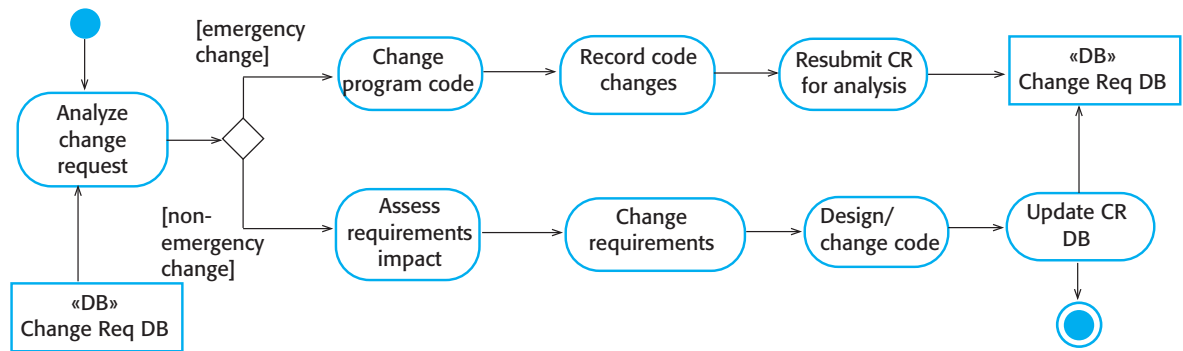 [emergency
change]
Change
program code
Record code
changes
Resubmit CR
for analysis
«DB»
Change Req DB
Analyze
change
request
[non-
emergency
change]
Assess
requirements
impact
Change
requirements
Design/
change code
Update CR
DB
«DB»
Change Req DB